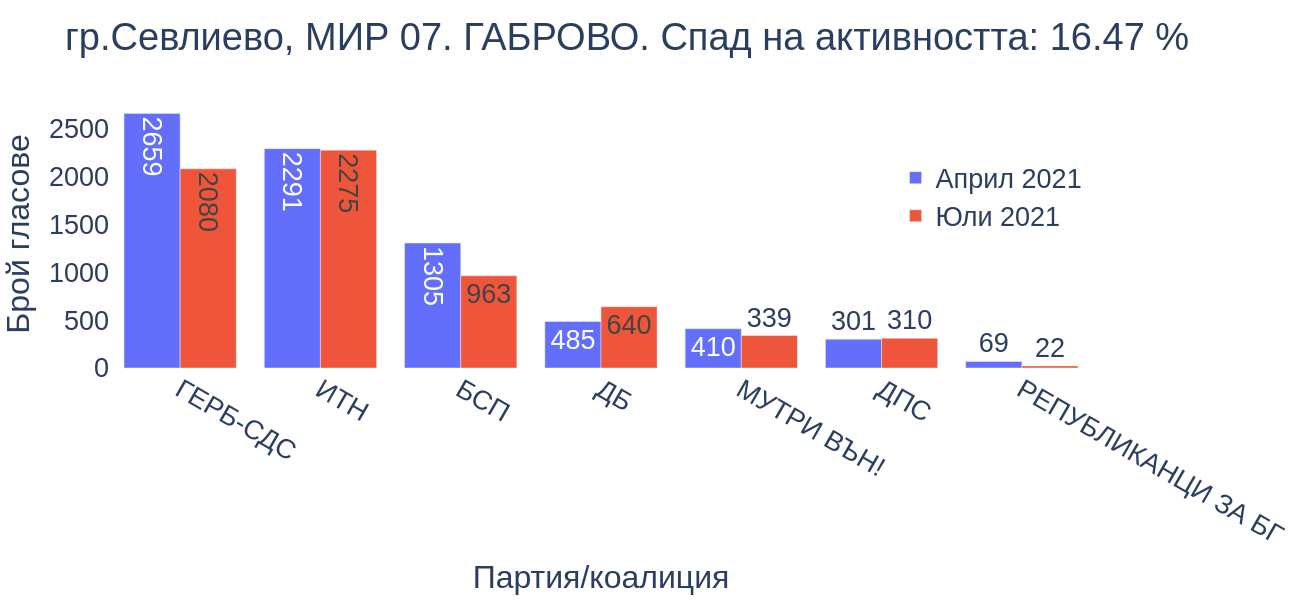 гр.Севлиево, МИР 07. ГАБРОВО. Спад на активността: 16.47 %
Брой гласове
2500
2000
1500
1000
500
0
2659
2080
2291
2275
1305
963
485
640
410
339
301
310
69
22
Април 2021
Юли 2021
ГЕРБ-СДС
ИТН
БСП
ДБ
МУТРИ ВЪН!
ДПС
РЕПУБЛИКАНЦИ ЗА БГ
Партия/коалиция